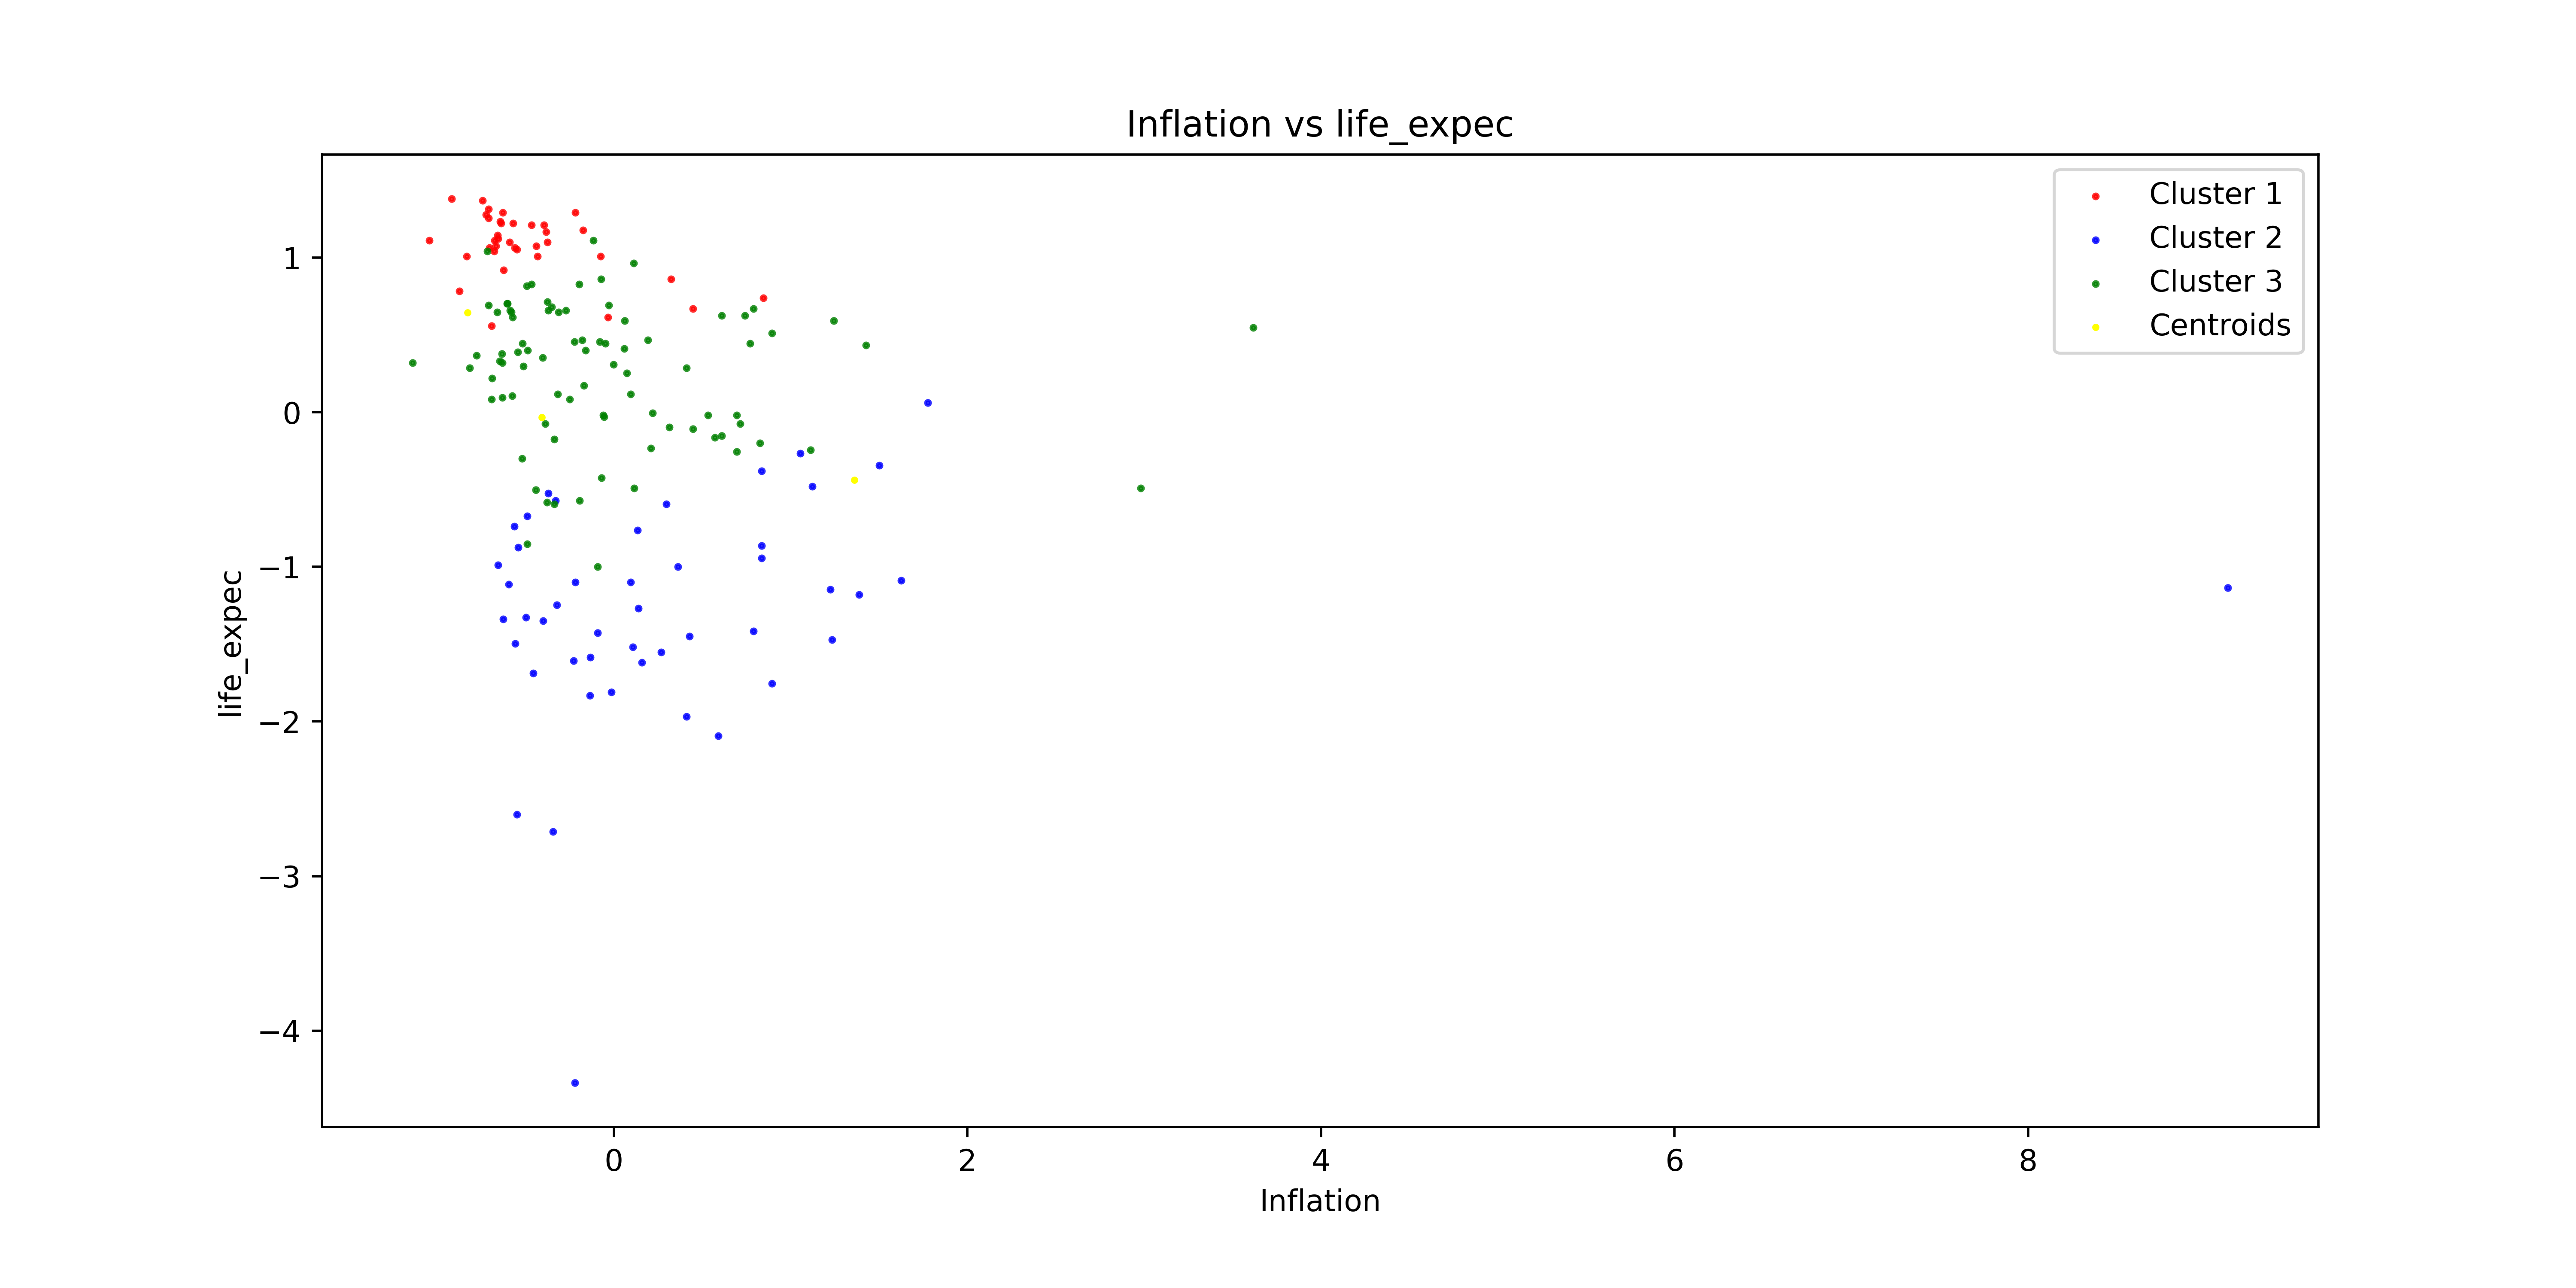 Inflation vs life_expec
Cluster 1
Cluster 2
Cluster 3
Centroids
life_expec
1
0
−1
−2
−3
−4
0 2 4 6 8
Inflation